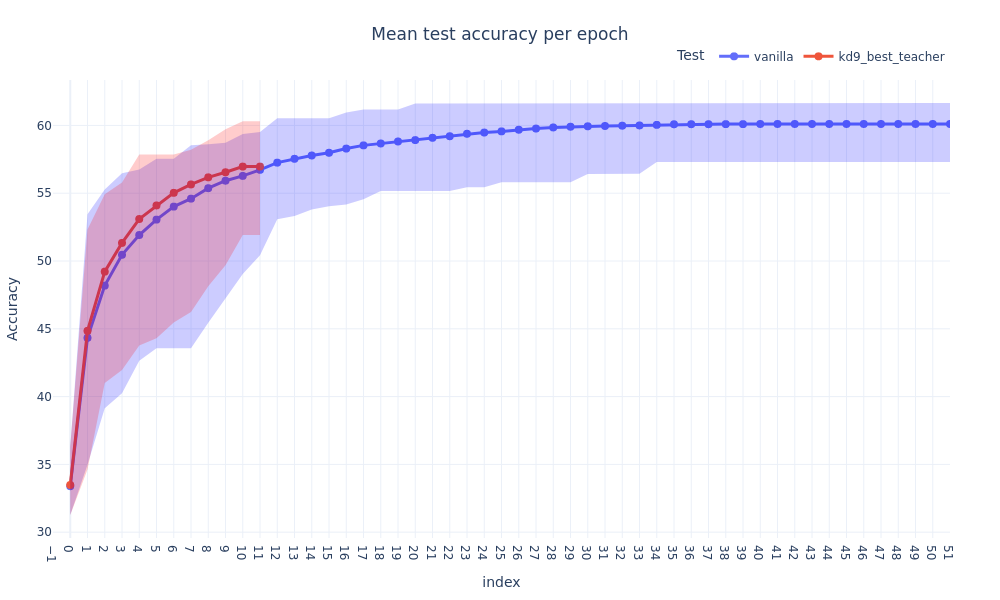 Mean test accuracy per epoch
Test vanilla kd9_best_teacher
60
55
50
45
40
35
30
Accuracy
−1 0 1 2 3 4 5 6 7 8 9 10 11 12 13 14 15 16 17 18 19 20 21 22 23 24 25 26 27 28 29 30 31 32 33 34 35 36 37 38 39 40 41 42 43 44 45 46 47 48 49 50 51
index